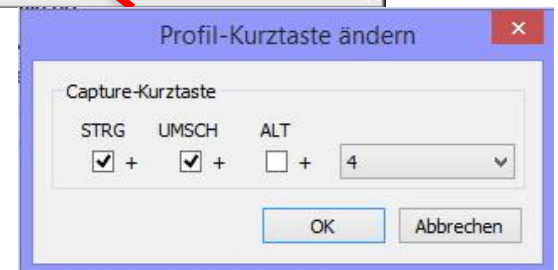 Profil-Kurztaste ändern
Capture-Kurztaste
STRG UMSCH ALT
+ + + 4
OK Abbrechen